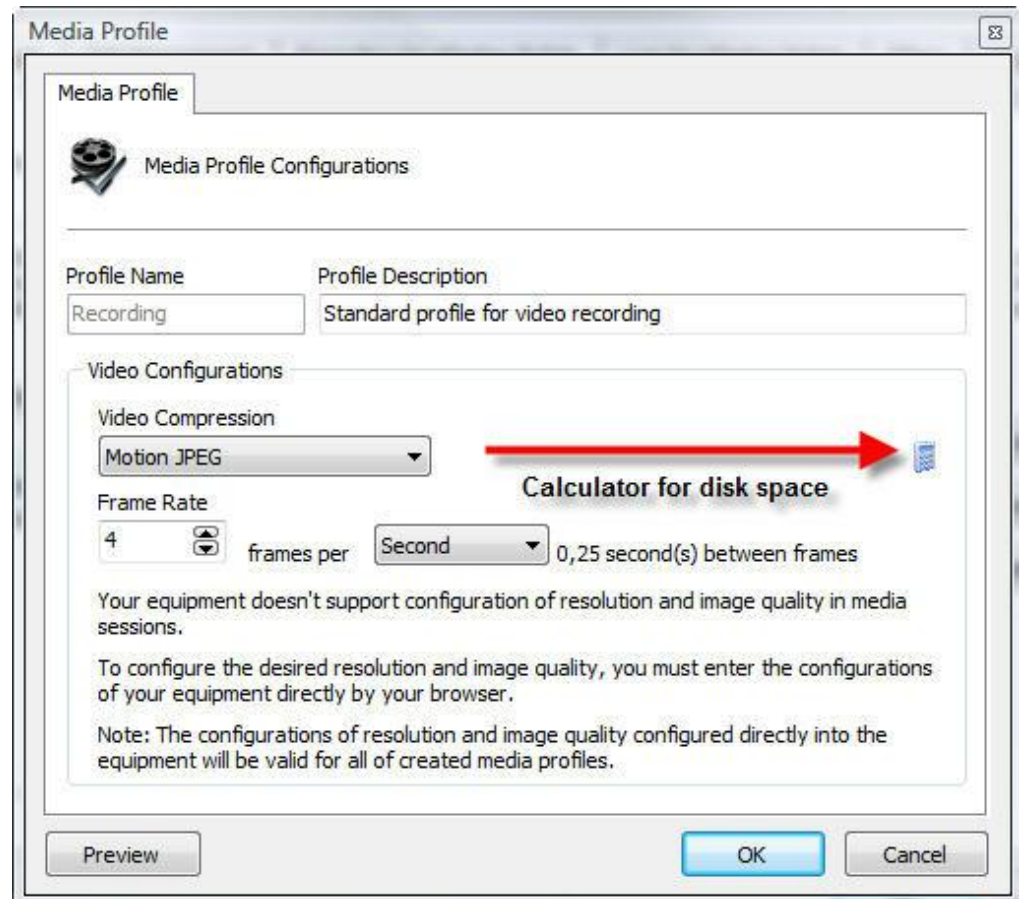 Media Profile
Media Profile
Media Profile Configurations
Profile Name
Profile Description
Recording
Standard profile for video recording
Video Configurations
Video Compression
Motion JPEG
Calculator for disk space
Frame Rate
4
frames per
Second
0,25 second(s) between frames
Your equipment doesn't support configuration of resolution and image quality in media
sessions.
To configure the desired resolution and image quality, you must enter the configurations
of your equipment directly by your browser.
Note: The configurations of resolution and image quality configured directly into the
equipment will be valid for all of created media profiles.
Preview
OK
Cancel